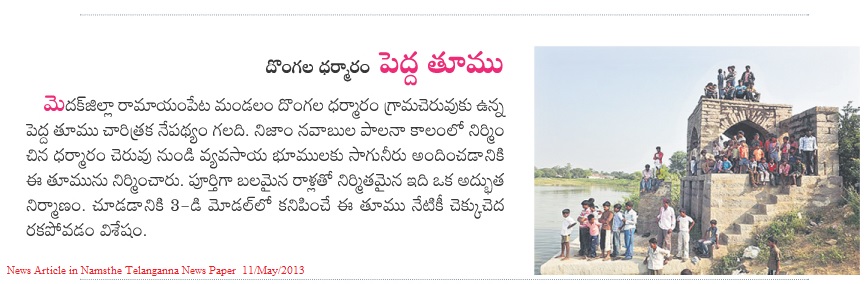 దొంగల ధర్మారం పెద్ద తూము
మెదక్‌జిల్లా రామాయంపేట మండలం దొంగల ధర్మారం గ్రామచెరువుకు ఉన్న
పెద్ద తూము చారిత్రక నేపథ్యం గలది. నిజాం నవాబుల పాలనా కాలంలో నిర్మిం
చిన ధర్మారం చెరువు నుండి వ్యవసాయ భూములకు సాగునీరు అందించడానికి
ఈ తూమును నిర్మించారు. పూర్తిగా బలమైన రాళ్లతో నిర్మితమైన ఇది ఒక అద్భుత
నిర్మాణం. చూడడానికి 3-డి మోడల్‌లో కనిపించే ఈ తూము నేటికీ చెక్కుచెద
రకపోవడం విశేషం.
News Article in Namsthe Telanganna News Paper 11/May/2013